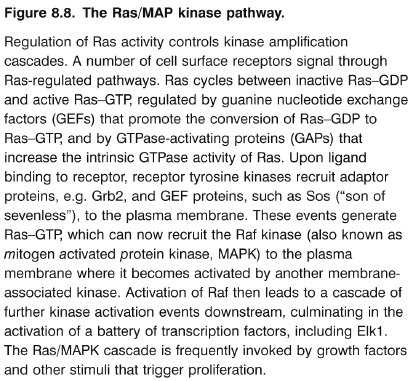 Figure 8.8. The Ras/MAP kinase pathway.
Regulation of Ras activity controls kinase amplification
cascades. A number of cell surface receptors signal through
Ras-regulated pathways. Ras cycles between inactive Ras–GDP
and active Ras–GTP, regulated by guanine nucleotide exchange
factors (GEFs) that promote the conversion of Ras–GDP to
Ras–GTP, and by GTPase-activating proteins (GAPs) that
increase the intrinsic GTPase activity of Ras. Upon ligand
binding to receptor, receptor tyrosine kinases recruit adaptor
proteins, e.g. Grb2, and GEF proteins, such as Sos (“son of
sevenless”), to the plasma membrane. These events generate
Ras–GTP, which can now recruit the Raf kinase (also known as
mitogen activated protein kinase, MAPK) to the plasma
membrane where it becomes activated by another membrane-
associated kinase. Activation of Raf then leads to a cascade of
further kinase activation events downstream, culminating in the
activation of a battery of transcription factors, including Elk1.
The Ras/MAPK cascade is frequently invoked by growth factors
and other stimuli that trigger proliferation.